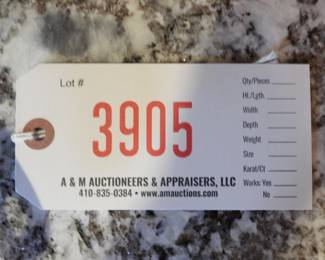 Lot #
3905
A & M AUCTIONEERS & APPRAISERS, LLC
410-835-0384 • www.amauctions.com
Qty/Pieces
Ht./Lgth
Width
Depth
Weight
Size
Karat/Ct
Works: Yes
No